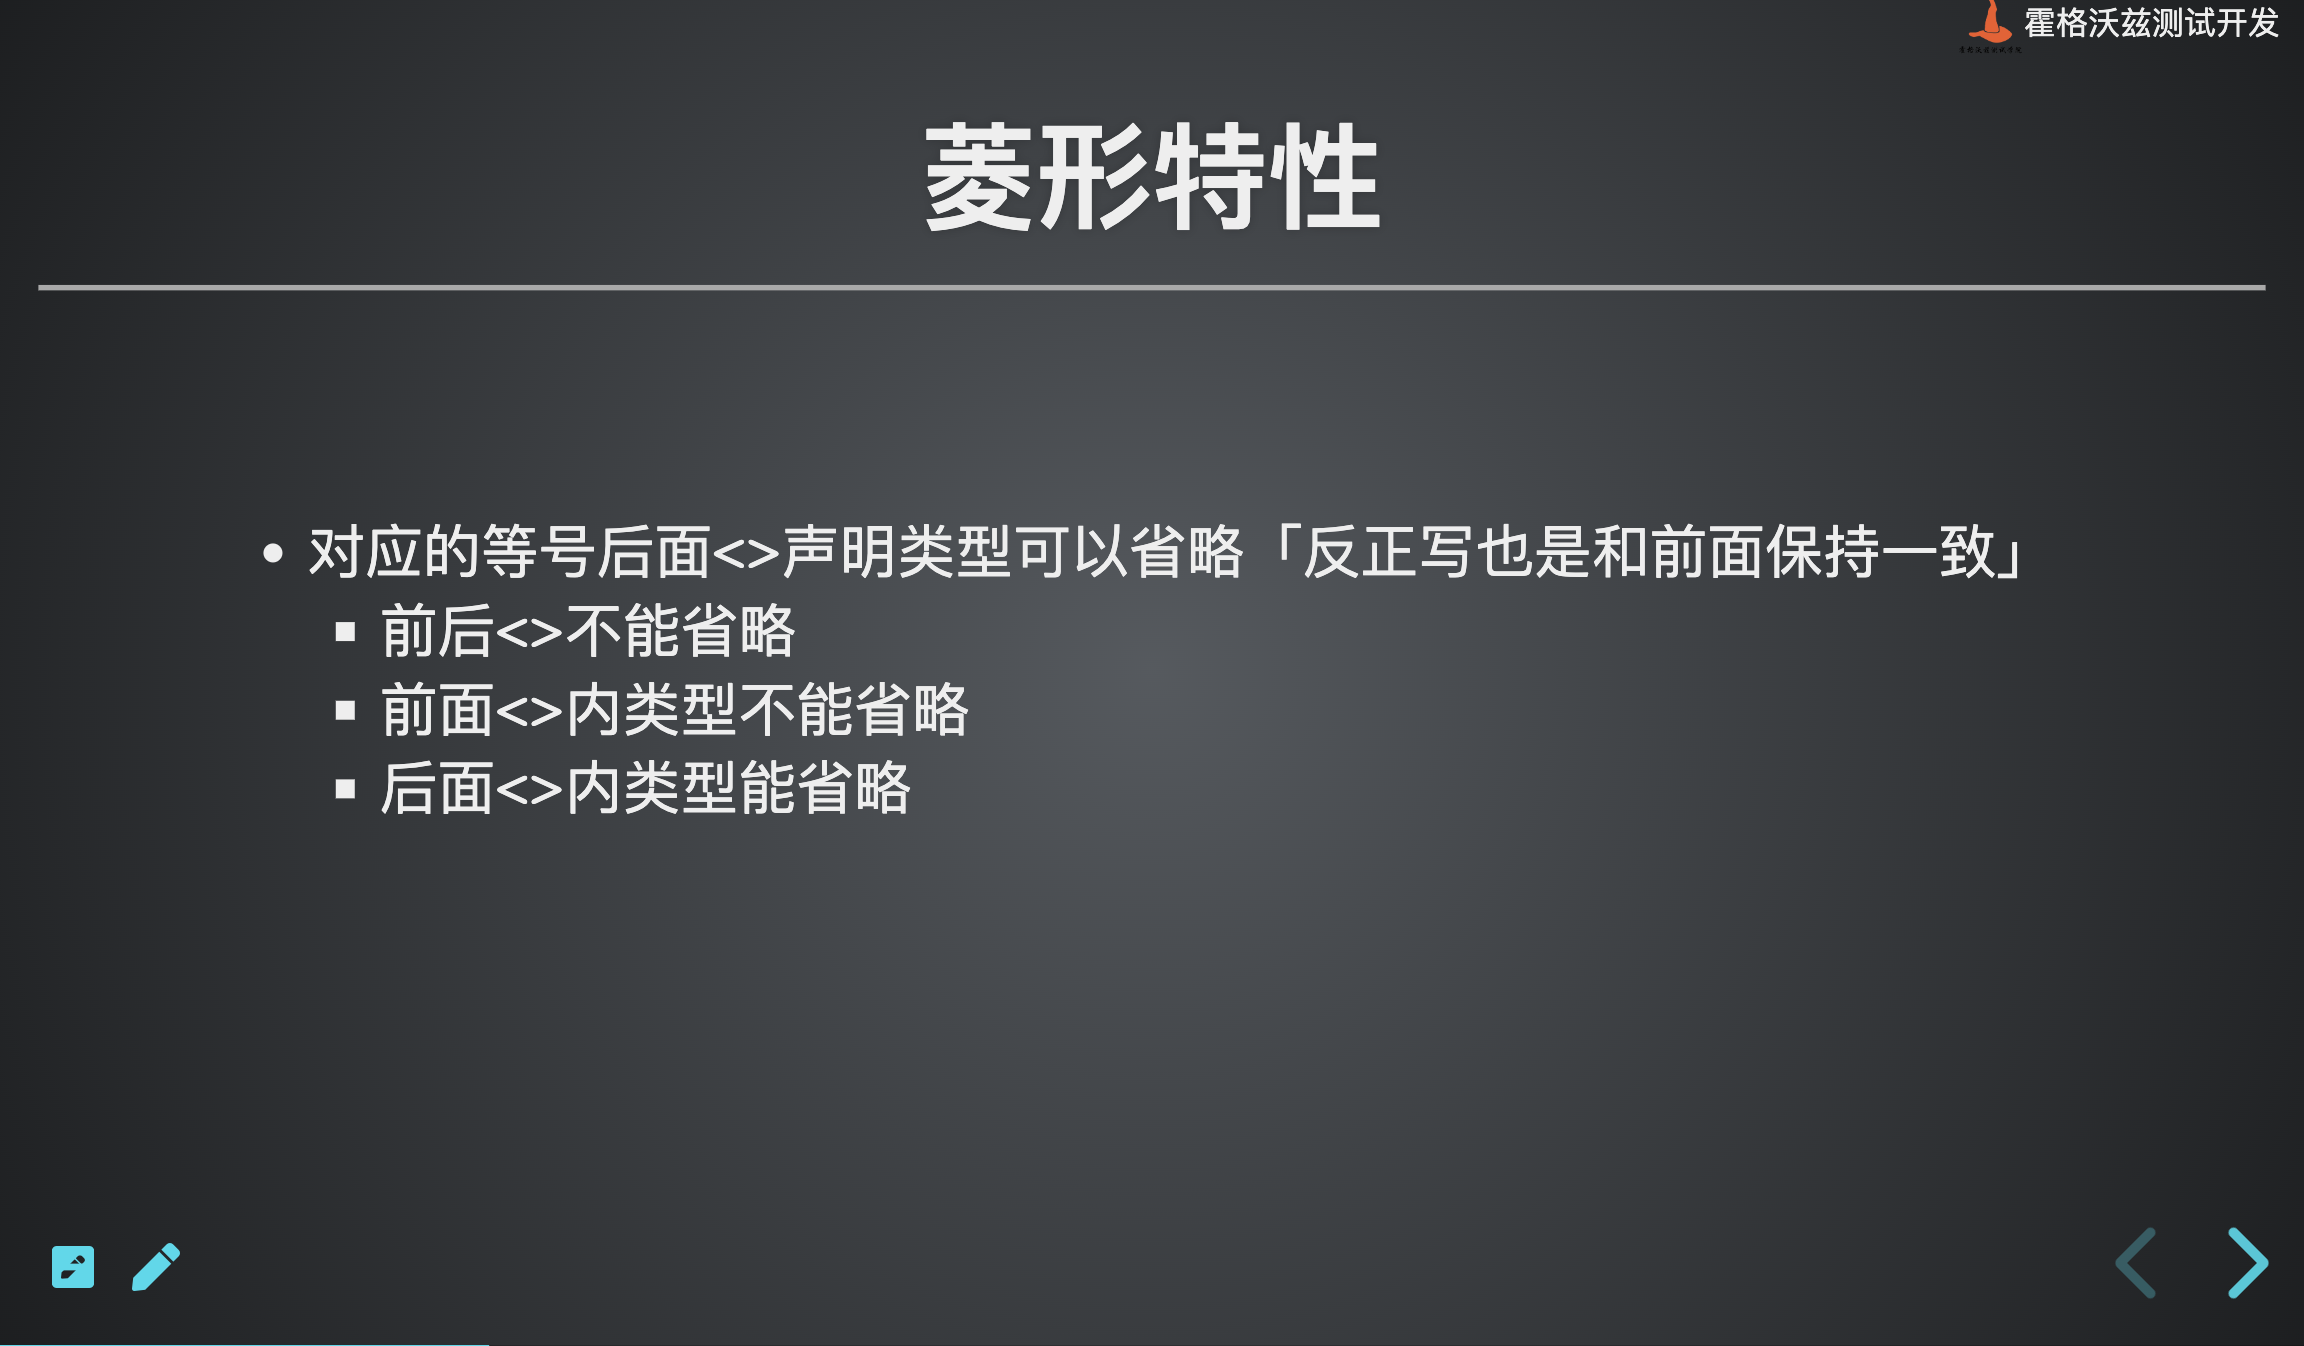 霍格沃兹测试开发
菱形特性
对应的等号后面<>声明类型可以省略「反正写也是和前面保持一致」
前后<>不能省略
前面<>内类型不能省略
后面<>内类型能省略